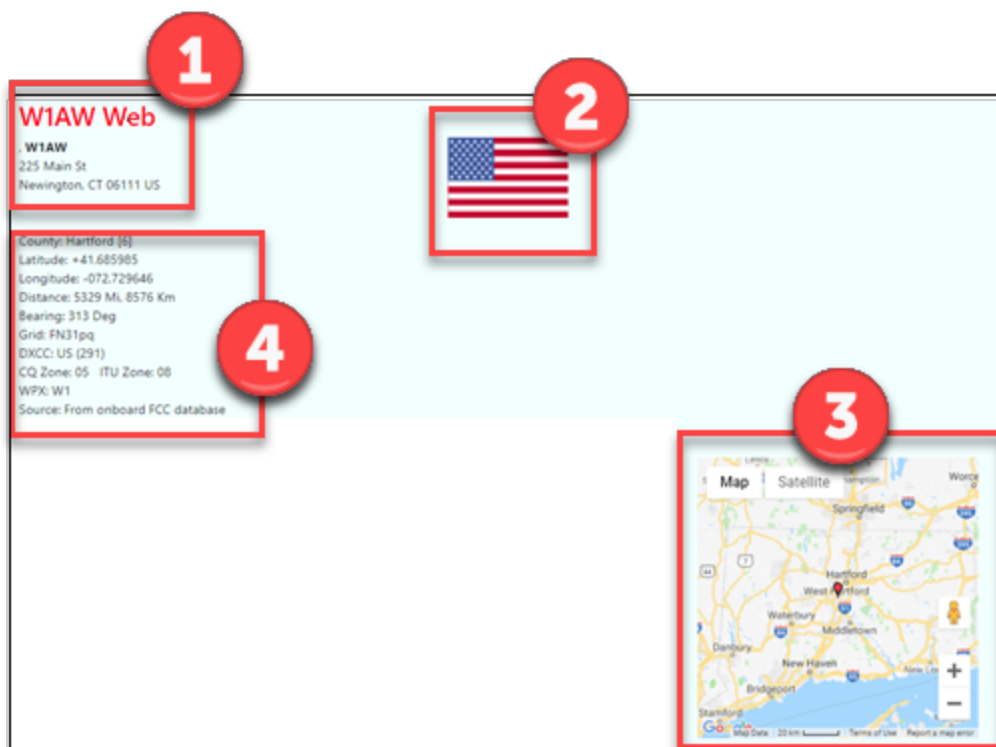 1
2
W1AW Web
. W1AW
225 Main St
Newington, CT 06111 US
County: Hartford [6]
Latitude: +41.685985
Longitude: -072.729646
Distance: 5329 Mi, 8576 Km
Bearing: 313 Deg
Grid: FN31pq
DXCC: US (291)
CQ Zone: 05 ITU Zone: 08
WPX: W1
Source: From onboard FCC database
4
3
Map Satellite
Worce
Springfield
Hartford
West Hartford
Waterbury
Middletown
Danbury
New Haven
New Lo
Bridgeport
Stamford
Map Data 20 km Terms of Use Report a map error